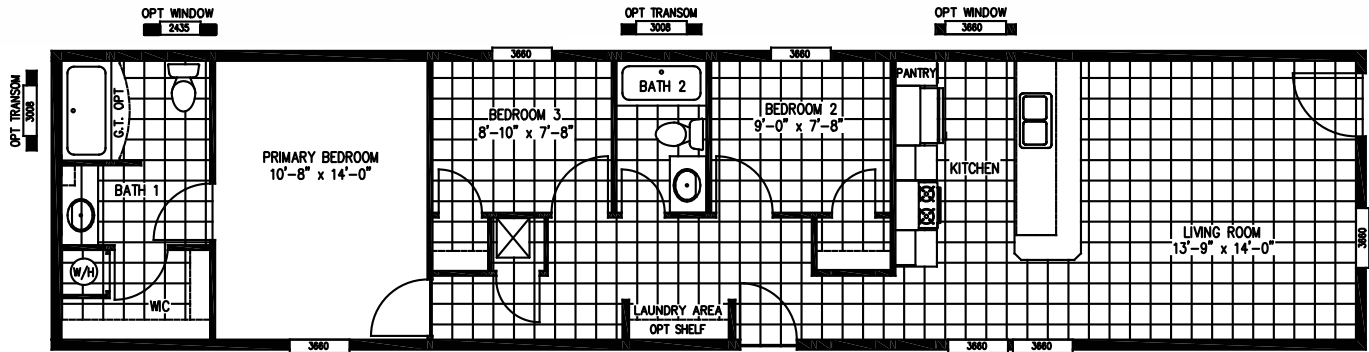 OPT WINDOW
2435
OPT TRANSOM
3008
OPT WINDOW
3660
3660
3660
OPT TRANSOM
3008
G.T. OPT
BATH 1
W/H
WIC
PRIMARY BEDROOM
10'-8" x 14'-0"
3660
BEDROOM 3
8'-10" x 7'-8"
BATH 2
BEDROOM 2
9'-0" x 7'-8"
LAUNDRY AREA
OPT SHELF
PANTRY
KITCHEN
LIVING ROOM
13'-9" x 14'-0"
3660
3660
3660